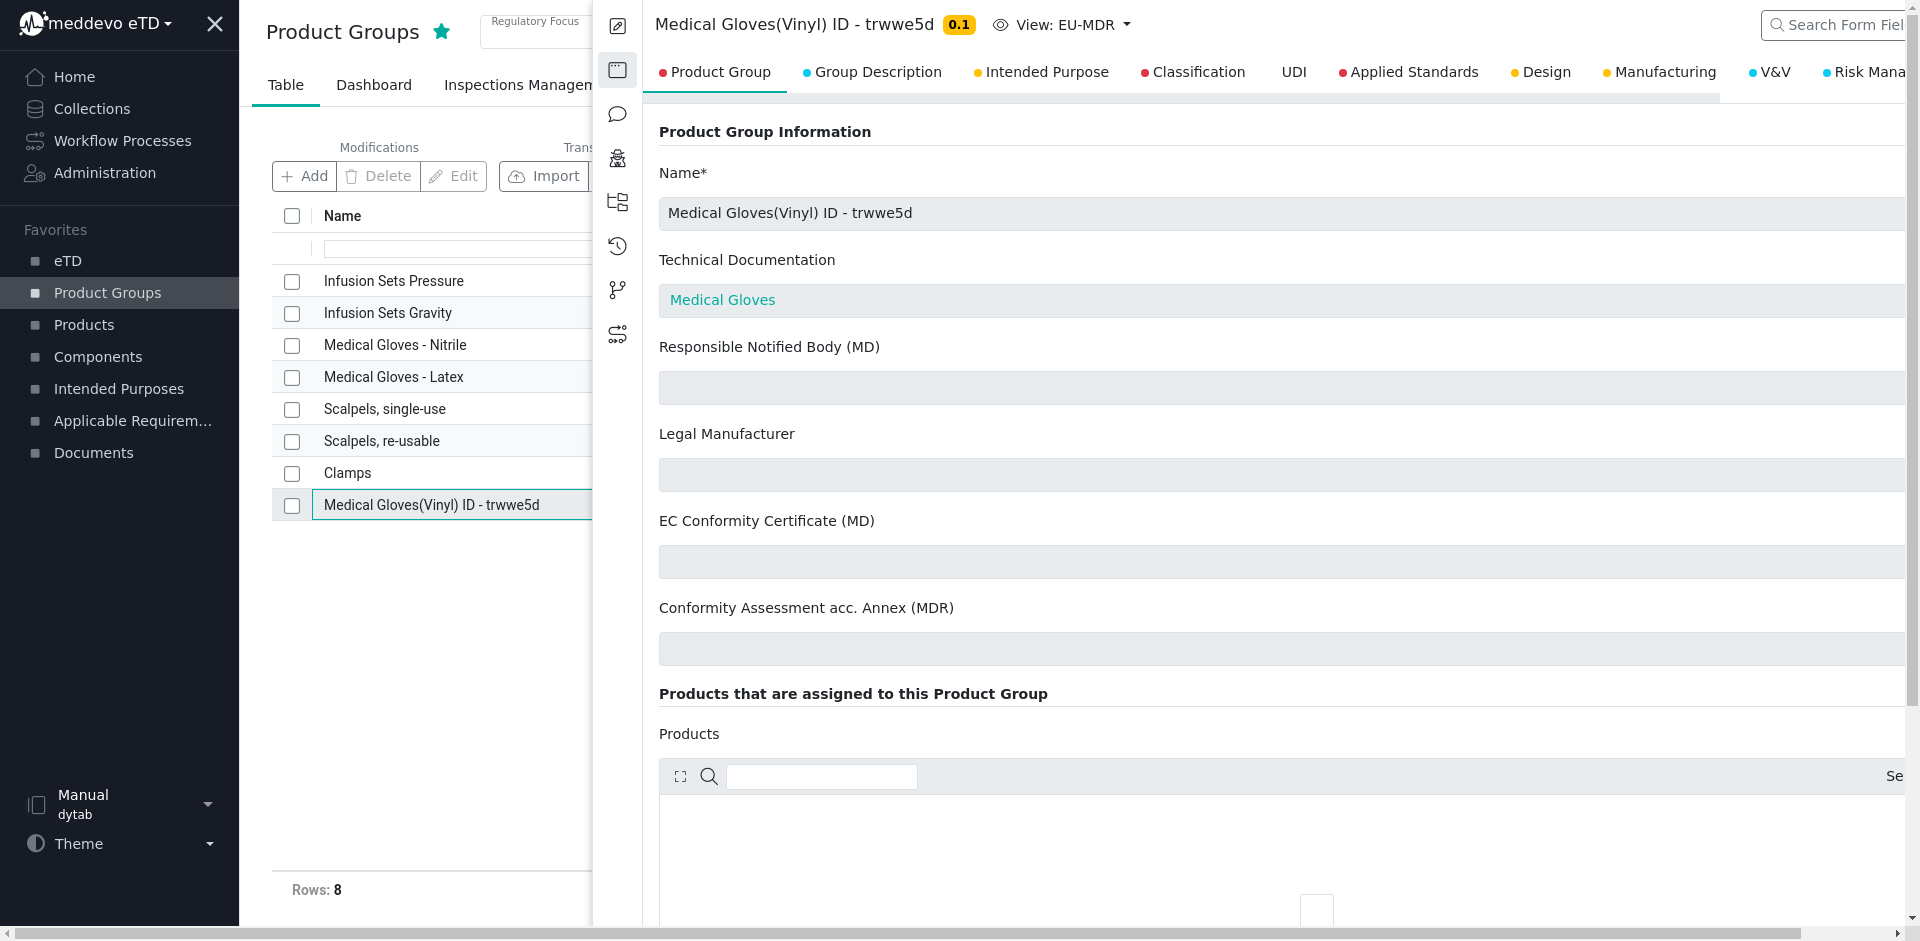 meddevo eTD
Home
Collections
Workflow Processes
Administration
Favorites
eTD
Product Groups
Products
Components
Intended Purposes
Applicable Requirem...
Documents
Manual
dytab
Theme
Product Groups
Regulatory Focus
Table
Dashboard
Inspections Managem
Modifications
Trans
Add
Delete
Edit
Import
Name
Infusion Sets Pressure
Infusion Sets Gravity
Medical Gloves - Nitrile
Medical Gloves - Latex
Scalpels, single-use
Scalpels, re-usable
Clamps
Medical Gloves(Vinyl) ID - trwwe5d
Rows: 8
Medical Gloves(Vinyl) ID - trwwe5d 0.1 View: EU-MDR
Search Form Fiel
Product Group
Group Description
Intended Purpose
Classification
UDI
Applied Standards
Design
Manufacturing
V&V
Risk Mana
Product Group Information
Name*
Medical Gloves(Vinyl) ID - trwwe5d
Technical Documentation
Medical Gloves
Responsible Notified Body (MD)
Legal Manufacturer
EC Conformity Certificate (MD)
Conformity Assessment acc. Annex (MDR)
Products that are assigned to this Product Group
Products
Se